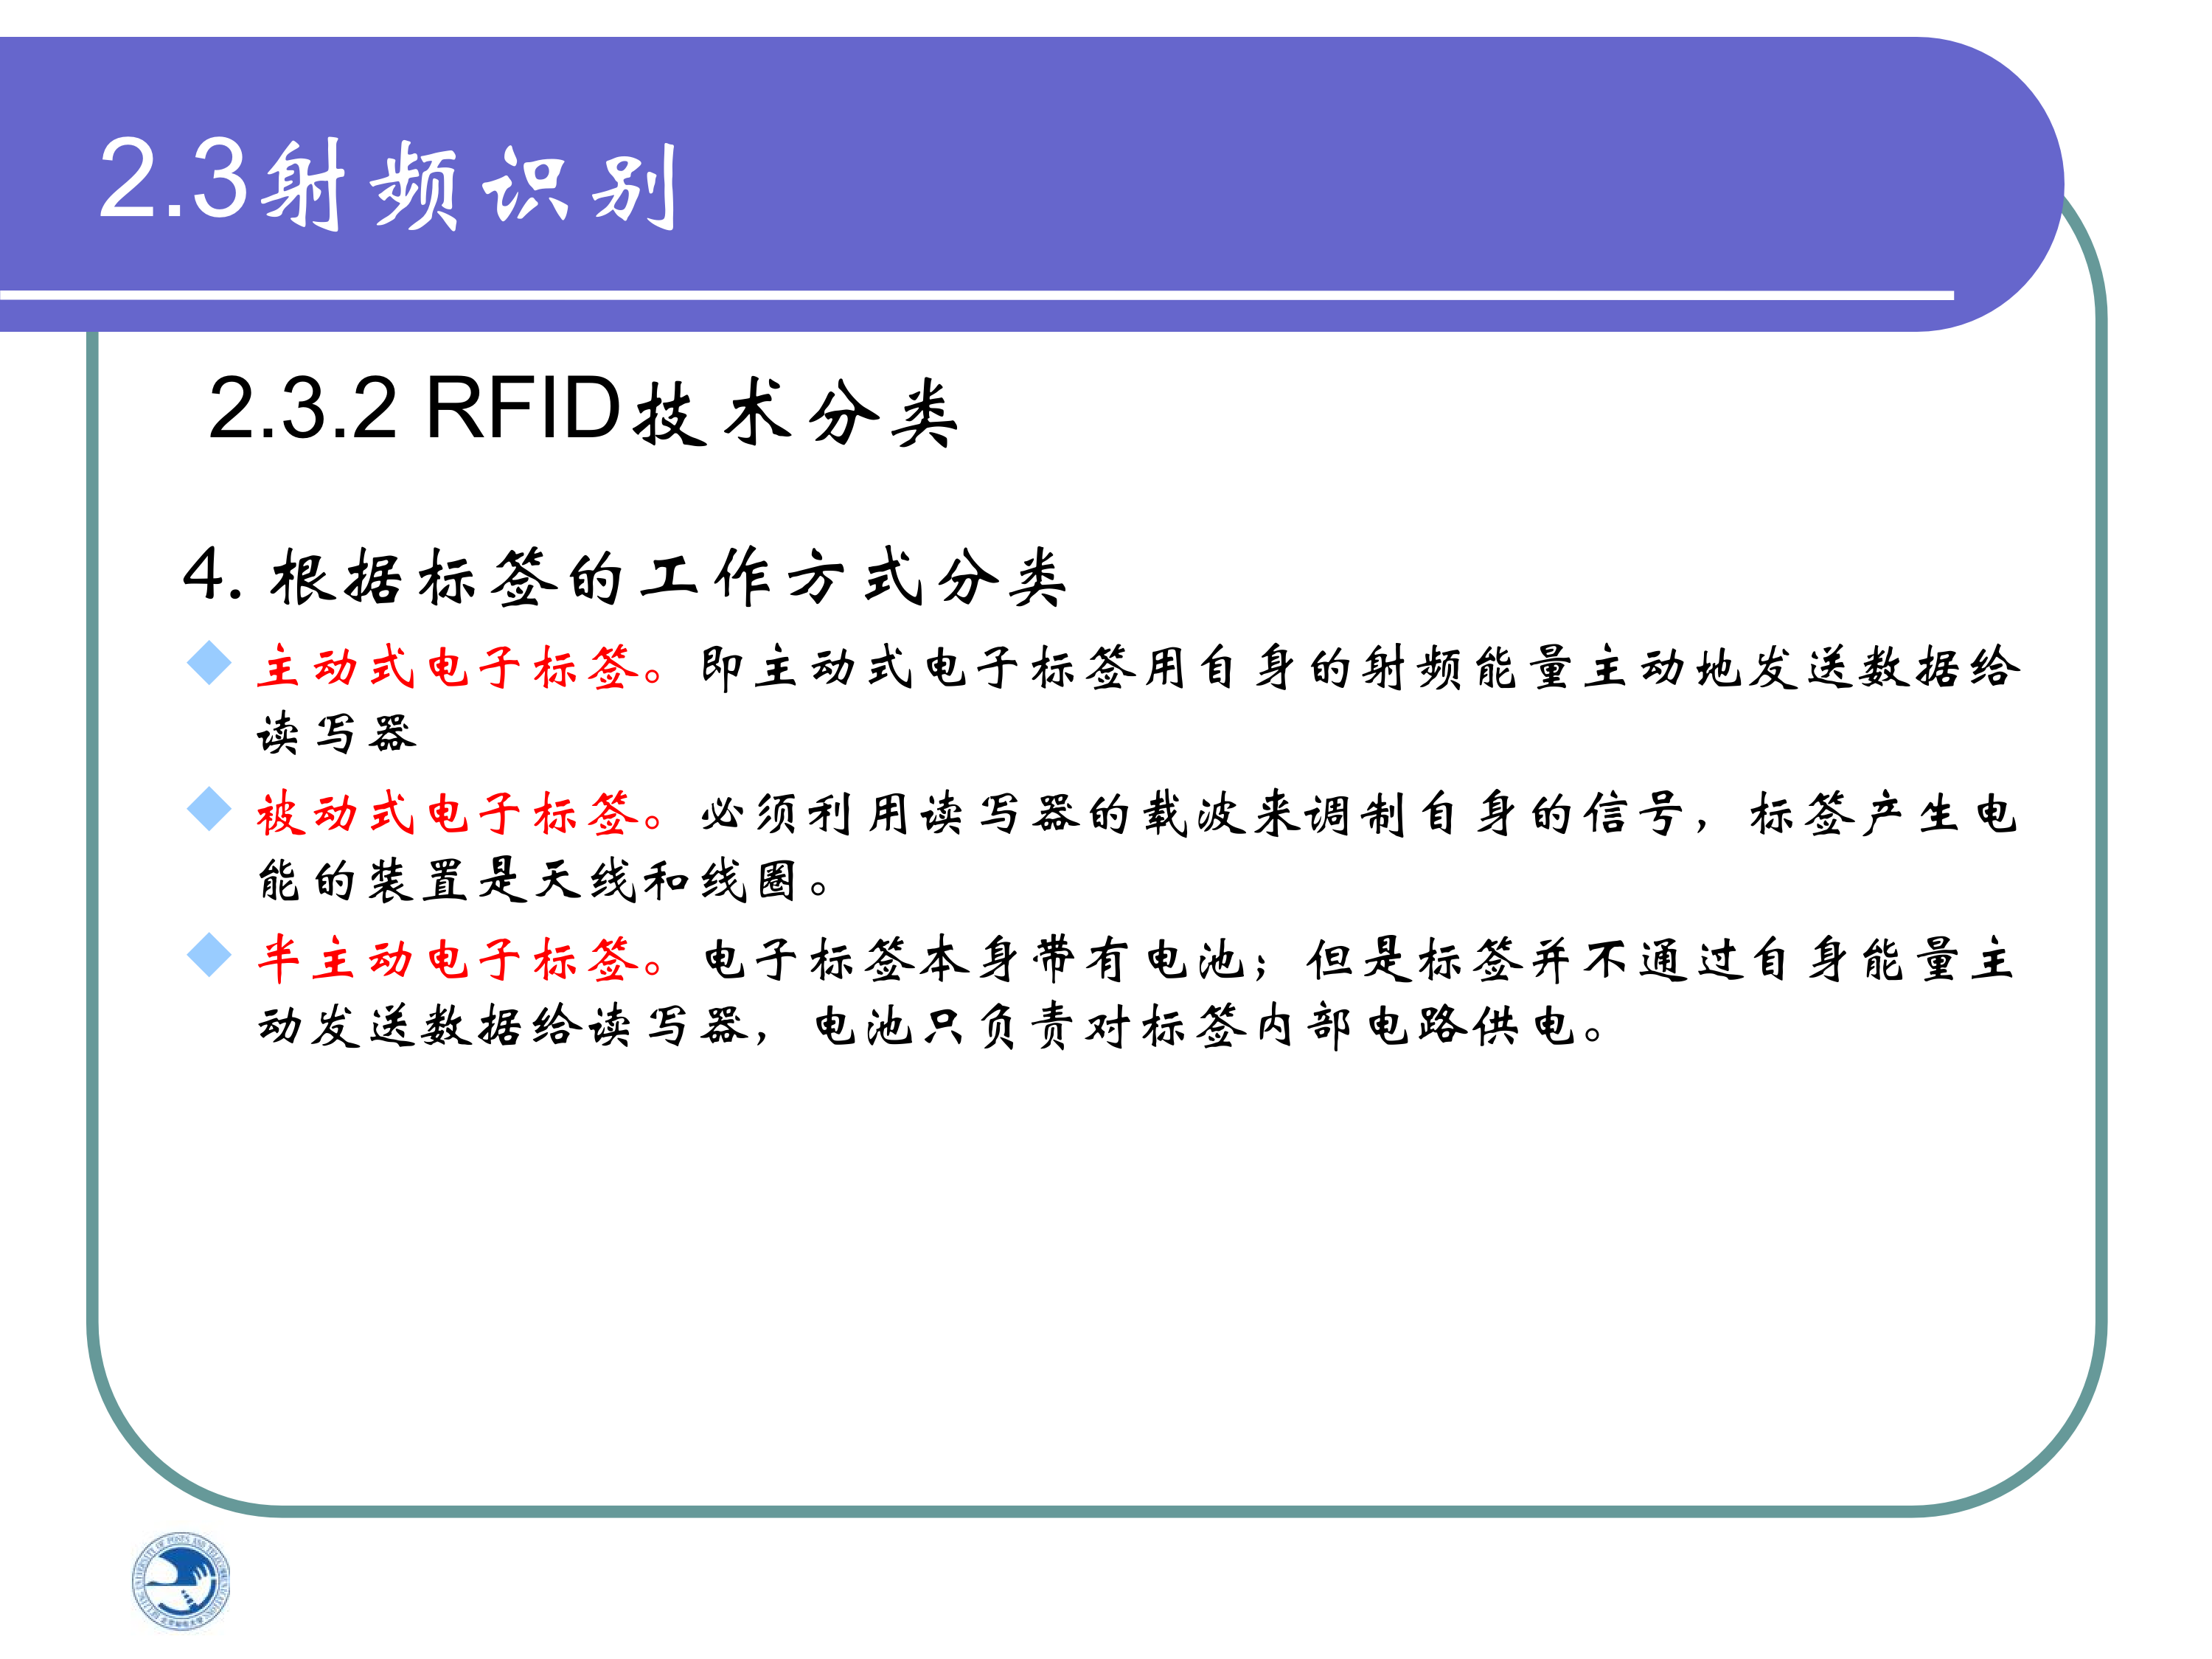 2.3射频识别
2.3.2 RFID技术分类
4. 根据标签的工作方式分类
主动式电子标签。即主动式电子标签用自身的射频能量主动地发送数据给
读写器
被动式电子标签。必须利用读写器的载波来调制自身的信号，标签产生电
能的装置是天线和线圈。
半主动电子标签。电子标签本身带有电池；但是标签并不通过自身能量主
动发送数据给读写器，电池只负责对标签内部电路供电。